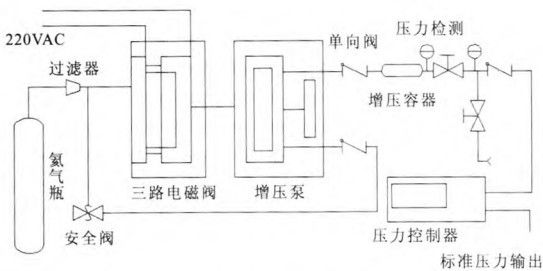 220VAC
过滤器
单向阀
压力检测
增压容器
氦气瓶
三路电磁阀
增压泵
安全阀
压力控制器
标准压力输出